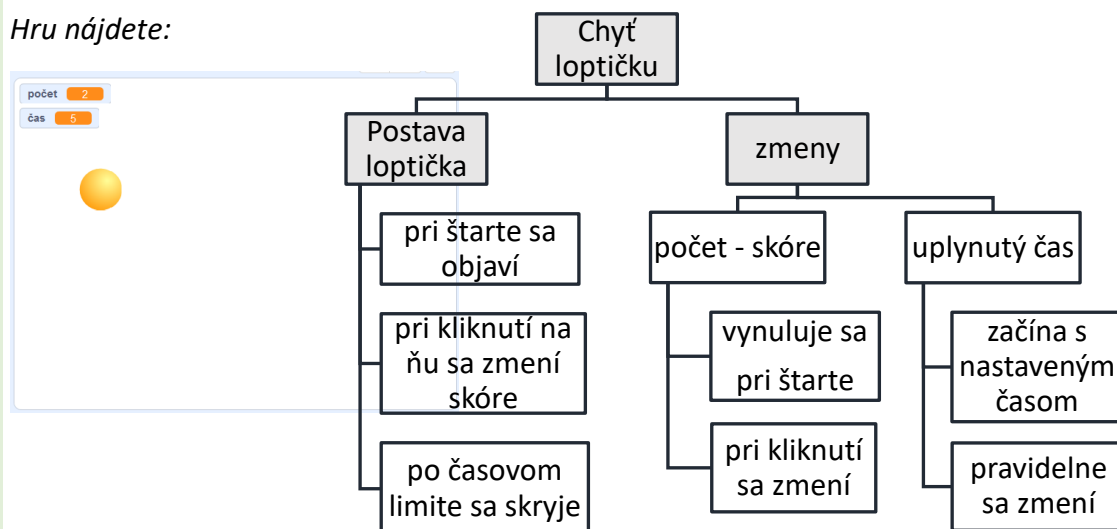 Hru nájdete:
počet 2
čas 5
Chyť
loptičku
Postava
loptička
pri štarte sa
objaví
pri kliknutí na
ňu sa zmení
skóre
po časovom
limite sa skryje
zmeny
počet - skóre
vynuluje sa
pri štarte
pri kliknutí
sa zmení
uplynutý čas
začína s
nastaveným
časom
pravidelne
sa zmení